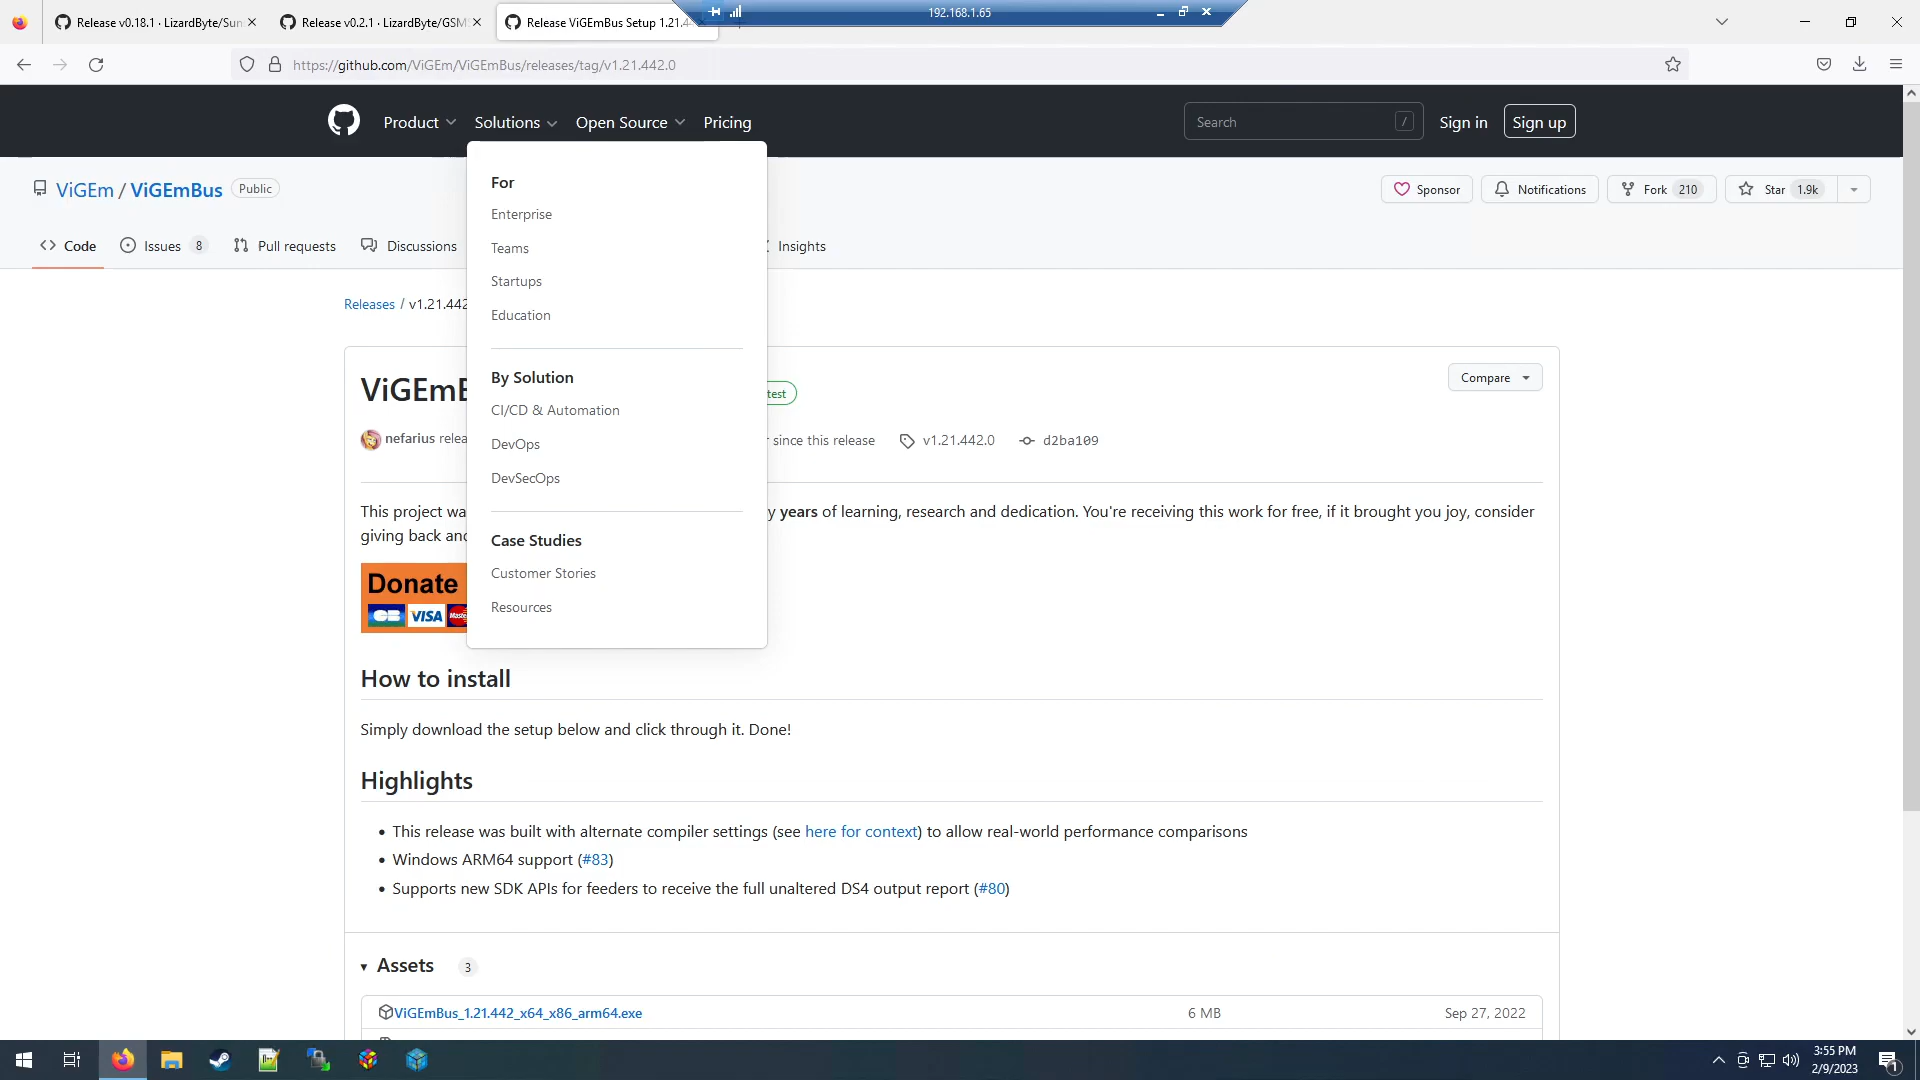 Release v0.18.1 · LizardByte/Sun
Release v0.2.1 · LizardByte/GSM
Release ViGEmBus Setup 1.21.4
192.168.1.65
https://github.com/ViGEm/ViGEmBus/releases/tag/v1.21.442.0
Product Solutions Open Source Pricing
Search /
Sign in
Sign up
ViGEm / ViGEmBus Public
Sponsor
Notifications
Fork 210
Star 1.9k
Code
Issues 8
Pull requests
Discussions
Insights
For
Enterprise
Teams
Startups
Education
By Solution
CI/CD & Automation
DevOps
DevSecOps
Case Studies
Customer Stories
Resources
Releases / v1.21.442
ViGEmB
test
Compare
nefarius relea
since this release
v1.21.442.0
d2ba109
This project wa
y years of learning, research and dedication. You're receiving this work for free, if it brought you joy, consider
giving back and
Donate
CB VISA Mas
How to install
Simply download the setup below and click through it. Done!
Highlights
• This release was built with alternate compiler settings (see here for context) to allow real-world performance comparisons
• Windows ARM64 support (#83)
• Supports new SDK APIs for feeders to receive the full unaltered DS4 output report (#80)
Assets 3
ViGEmBus_1.21.442_x64_x86_arm64.exe 6 MB Sep 27, 2022
3:55 PM
2/9/2023
1